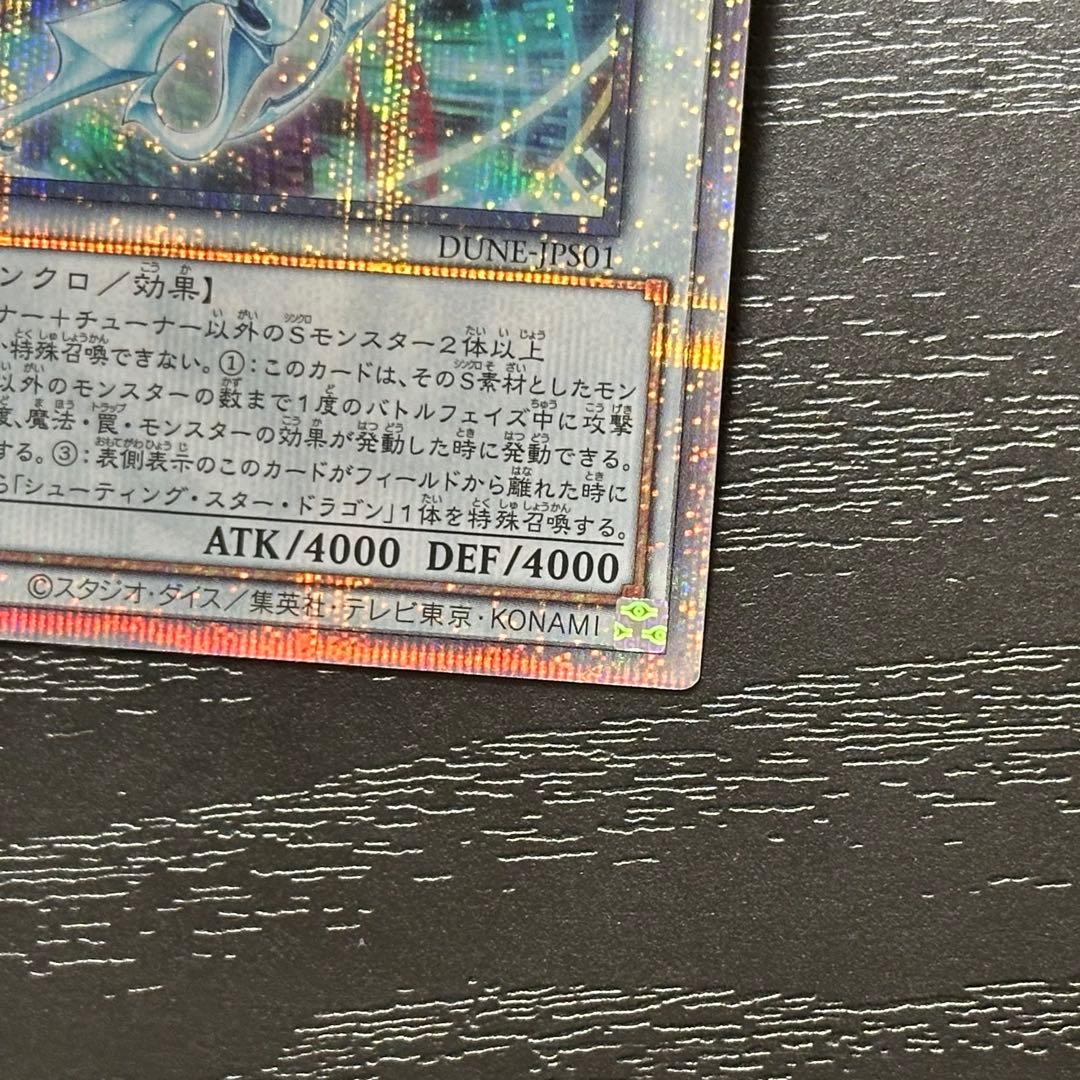 DUNE-JPS01
ンクロ/効果】
ナー+チューナー以外のSモンスター2体以上
、特殊召喚できない。①:このカードは、そのS素材としたモン
以外のモンスターの数まで1度のバトルフェイズ中に攻撃
度、魔法・罠・モンスターの効果が発動した時に発動できる。
する。③:表側表示のこのカードがフィールドから離れた時に
ら「シューティング・スター・ドラゴン」1体を特殊召喚する。
ATK/4000 DEF/4000
©スタジオ・ダイス/集英社・テレビ東京・KONAMI